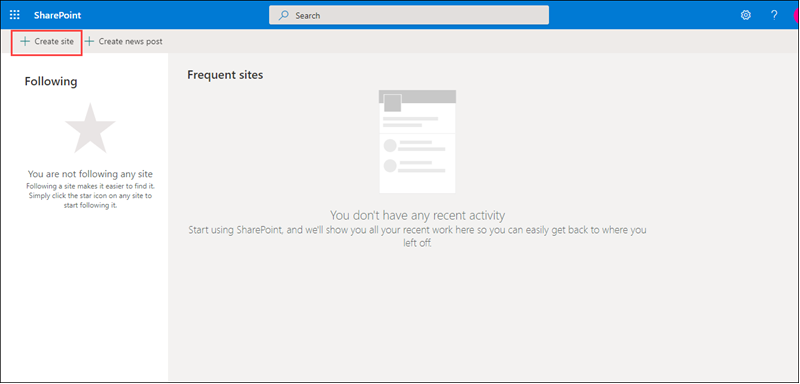 SharePoint
Search
?
+ Create site
+ Create news post
Following
You are not following any site
Following a site makes it easier to find it.
Simply click the star icon on any site to
start following it.
Frequent sites
You don't have any recent activity
Start using SharePoint, and we'll show you all your recent work here so you can easily get back to where you
left off.